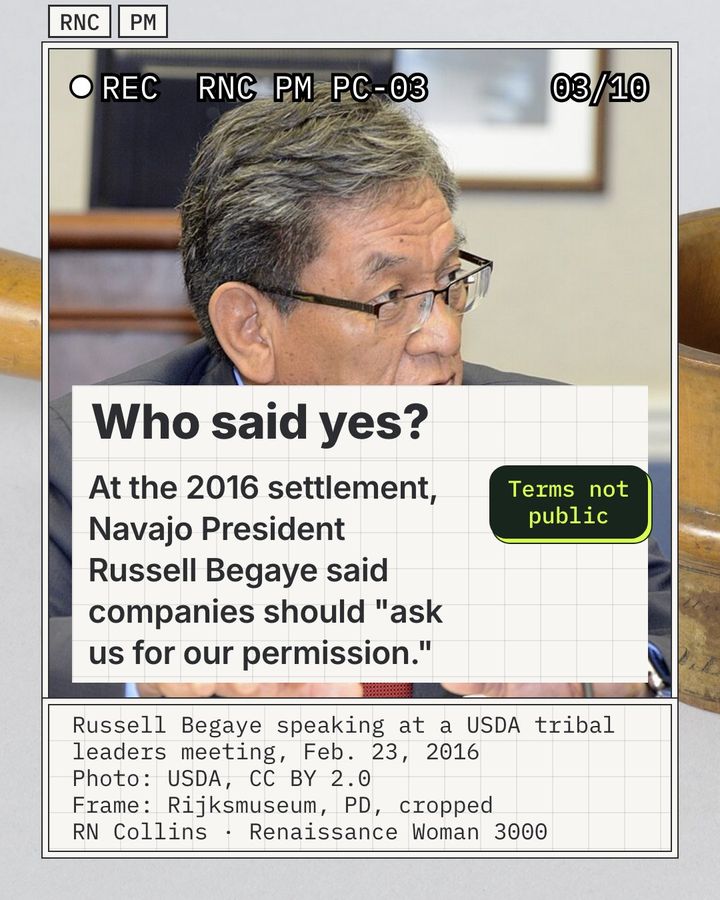 RNC PM
REC RNC PM PC-03 03/10
Who said yes?
At the 2016 settlement,
Navajo President
Russell Begaye said
companies should "ask
us for our permission."
Terms not
public
Russell Begaye speaking at a USDA tribal
leaders meeting, Feb. 23, 2016
Photo: USDA, CC BY 2.0
Frame: Rijksmuseum, PD, cropped
RN Collins · Renaissance Woman 3000